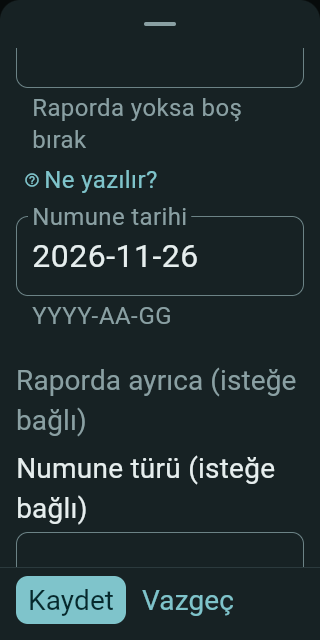 Raporda yoksa boş
bırak
Ne yazılır?
Numune tarihi
2026-11-26
YYYY-AA-GG
Raporda ayrıca (isteğe
bağlı)
Numune türü (isteğe
bağlı)
Kaydet Vazgeç